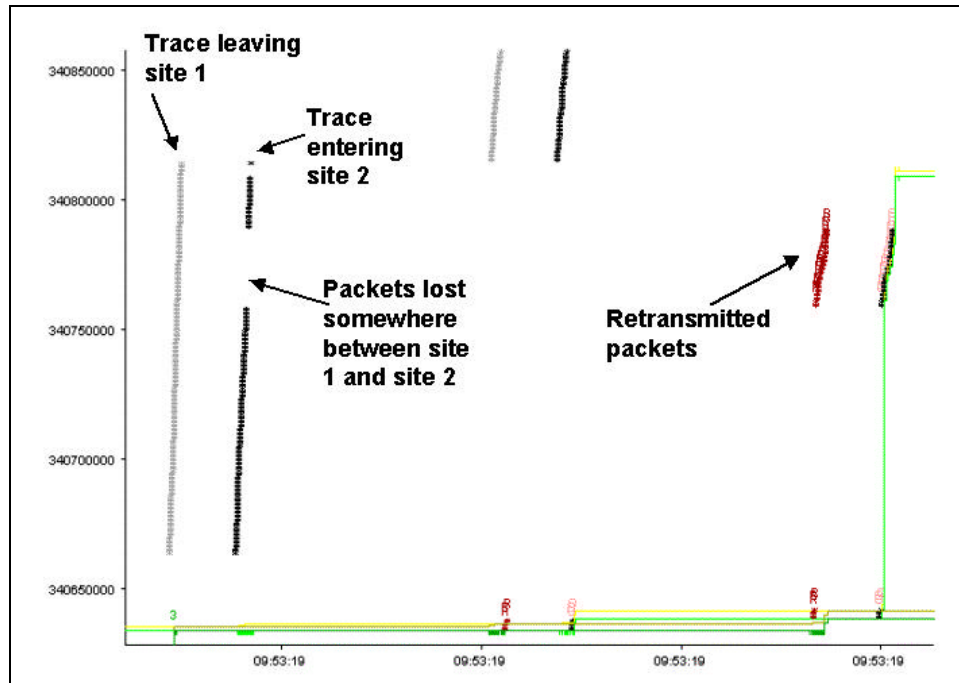 Trace leaving
site 1
Trace
entering
site 2
Packets lost
somewhere
between site
1 and site 2
Retransmitted
packets
340850000
340800000
340750000
340700000
340650000
3
09:53:19
09:53:19
09:53:19
09:53:19